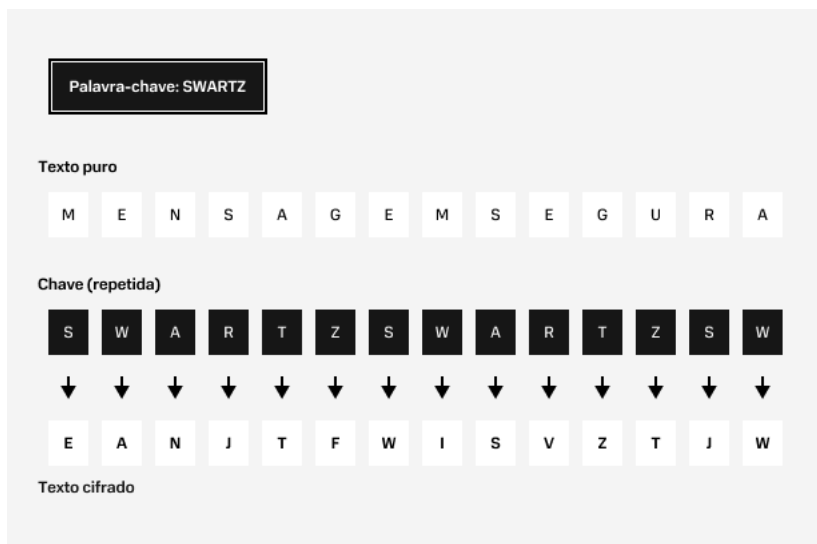 Palavra-chave: SWARTZ
Texto puro
M E N S A G E M S E G U R A
Chave (repetida)
S W A R T Z S W A R T Z S W
E A N J T F W I S V Z T J W
Texto cifrado